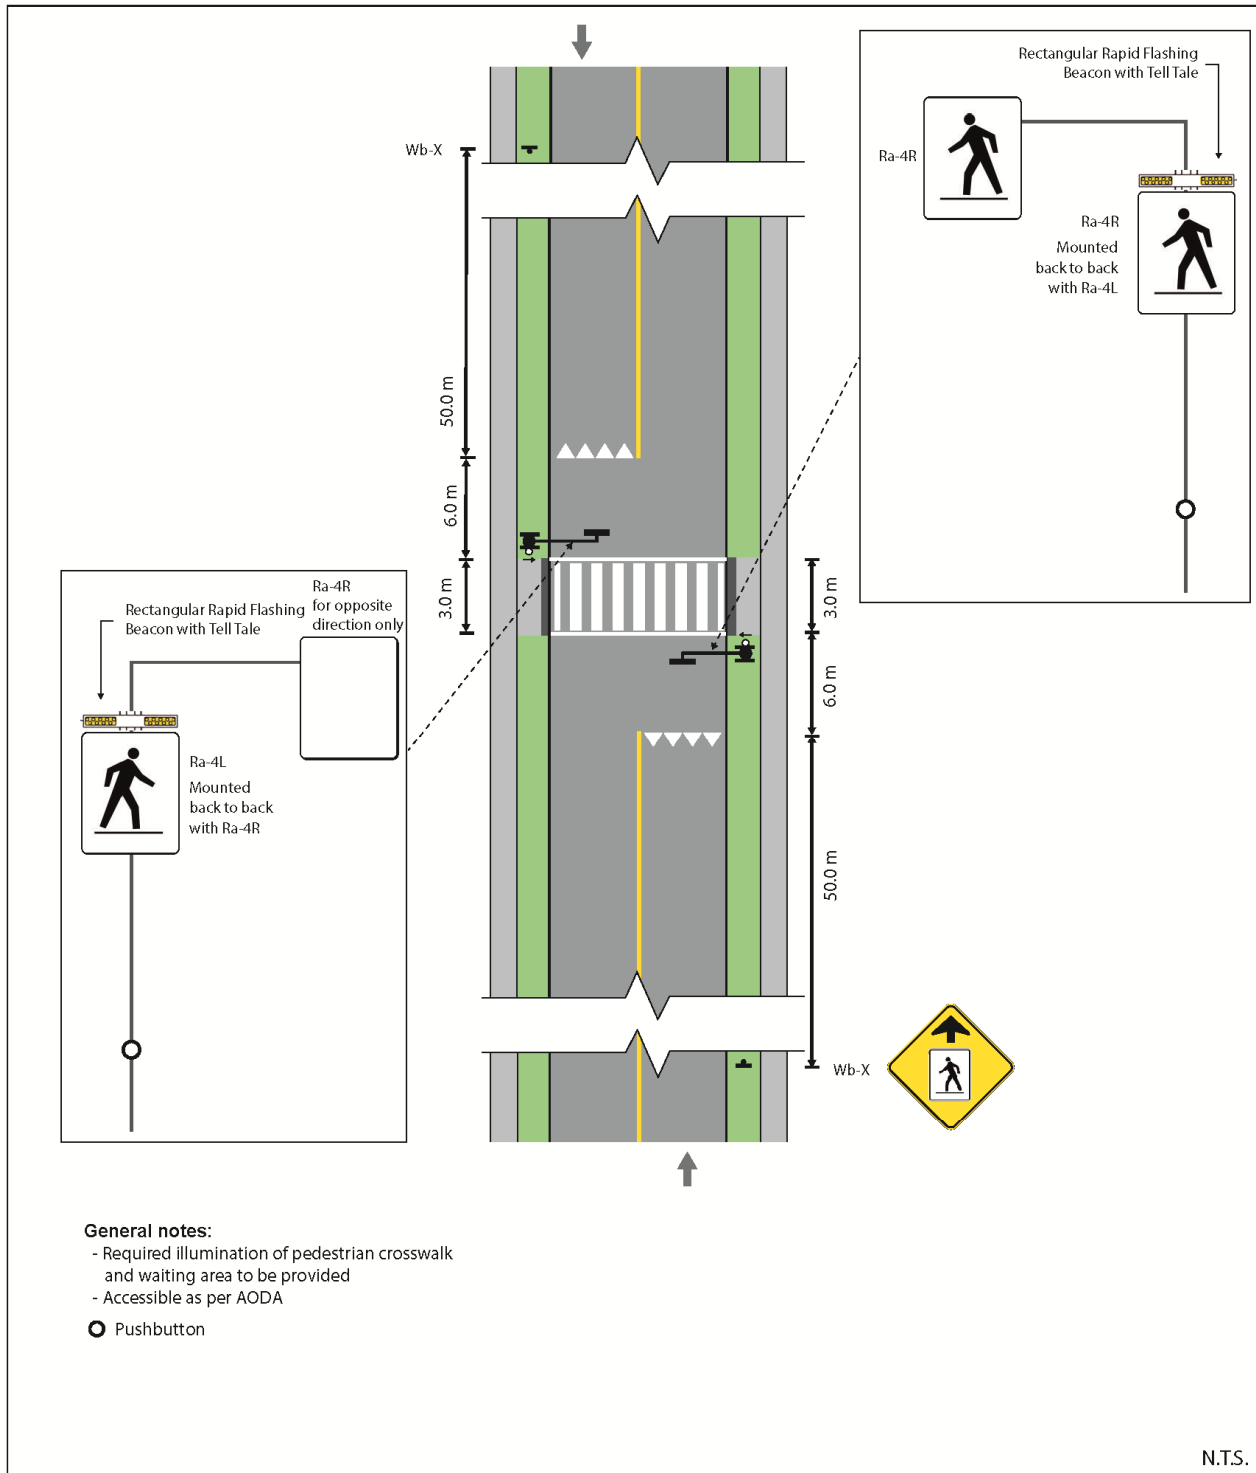 Rectangular Rapid Flashing
Beacon with Tell Tale
Wb-X
Ra-4R
Ra-4R
Mounted
back to back
with Ra-4L
50.0 m
6.0 m
3.0 m
3.0 m
6.0 m
50.0 m
Ra-4R
for opposite
direction only
Rectangular Rapid Flashing
Beacon with Tell Tale
Ra-4L
Mounted
back to back
with Ra-4R
Wb-X
General notes:
- Required illumination of pedestrian crosswalk
and waiting area to be provided
- Accessible as per AODA
Pushbutton
N.T.S.